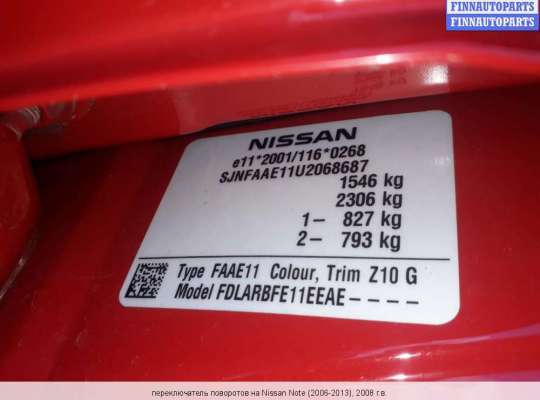 FINNAUTOPARTS
FINNAUTOPARTS
NISSAN
e11*2001/116*0268
SJNFAAE11U2068687
1546 kg
2306 kg
1- 827 kg
2- 793 kg
Type FAAE11 Colour, Trim Z10 G
Model FDLARBFE11EEAE----
переключатель поворотов на Nissan Note (2006-2013), 2008 г.в.